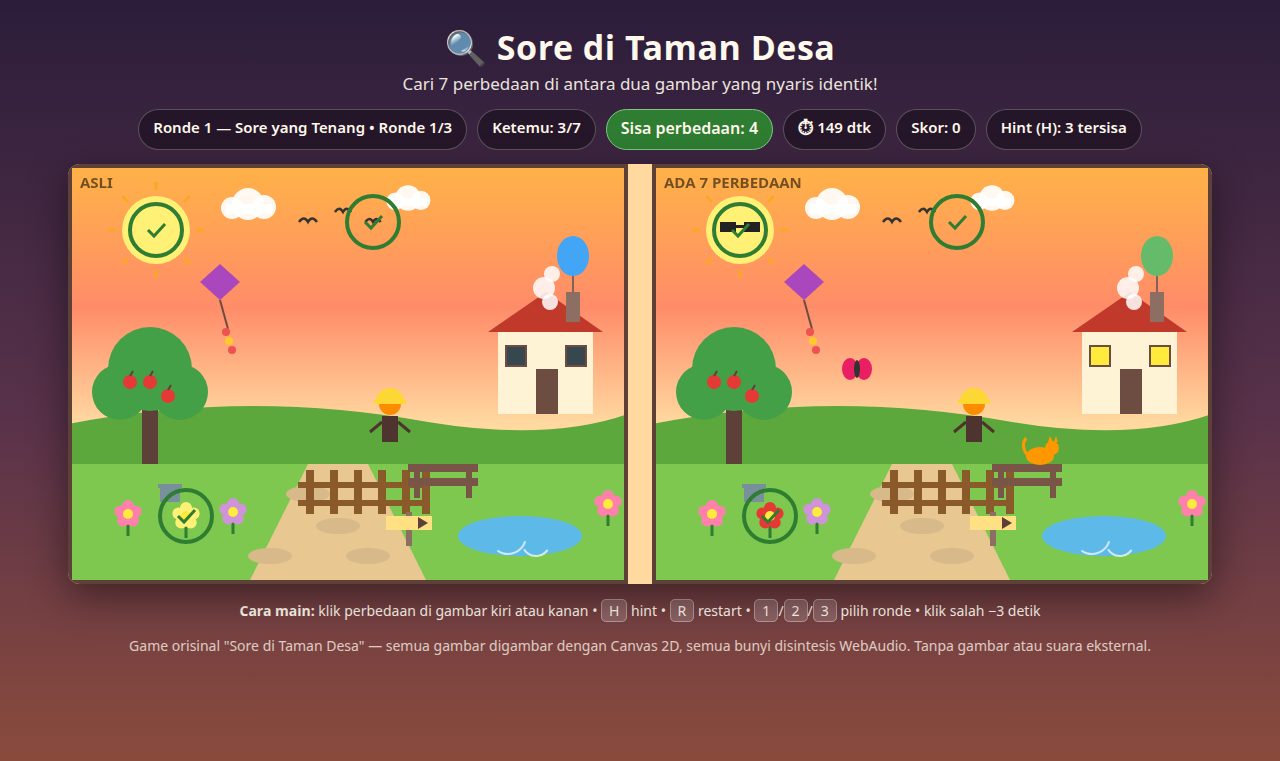 🔍 Sore di Taman Desa
Cari 7 perbedaan di antara dua gambar yang nyaris identik!
Ronde 1 — Sore yang Tenang • Ronde 1/3
Ketemu: 3/7
Sisa perbedaan: 4
⏱ 149 dtk
Skor: 0
Hint (H): 3 tersisa
ASLI
ADA 7 PERBEDAAN
Cara main: klik perbedaan di gambar kiri atau kanan • H hint • R restart • 1/2/3 pilih ronde • klik salah −3 detik
Game orisinal "Sore di Taman Desa" — semua gambar digambar dengan Canvas 2D, semua bunyi disintesis WebAudio. Tanpa gambar atau suara eksternal.